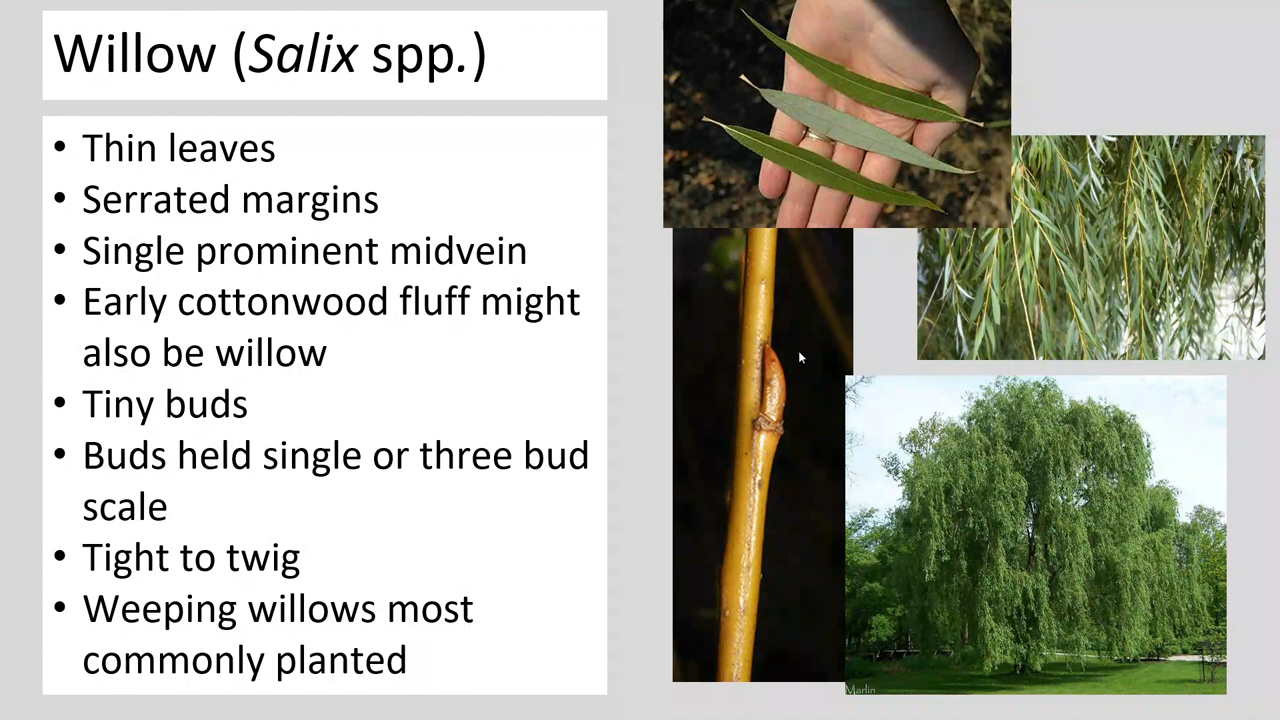 Willow (Salix spp.)
• Thin leaves
• Serrated margins
• Single prominent midvein
• Early cottonwood fluff might
also be willow
• Tiny buds
• Buds held single or three bud
scale
• Tight to twig
• Weeping willows most
commonly planted
Marlin